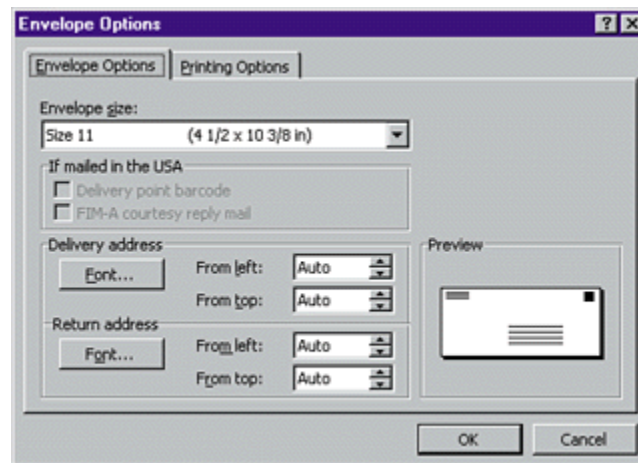 Envelope Options
Envelope Options Printing Options
Envelope size:
Size 11 (4 1/2 x 10 3/8 in)
If mailed in the USA
Delivery point barcode
FIM-A courtesy reply mail
Delivery address
Font...
From left: Auto
From top: Auto
Preview
Return address
Font...
From left: Auto
From top: Auto
OK Cancel